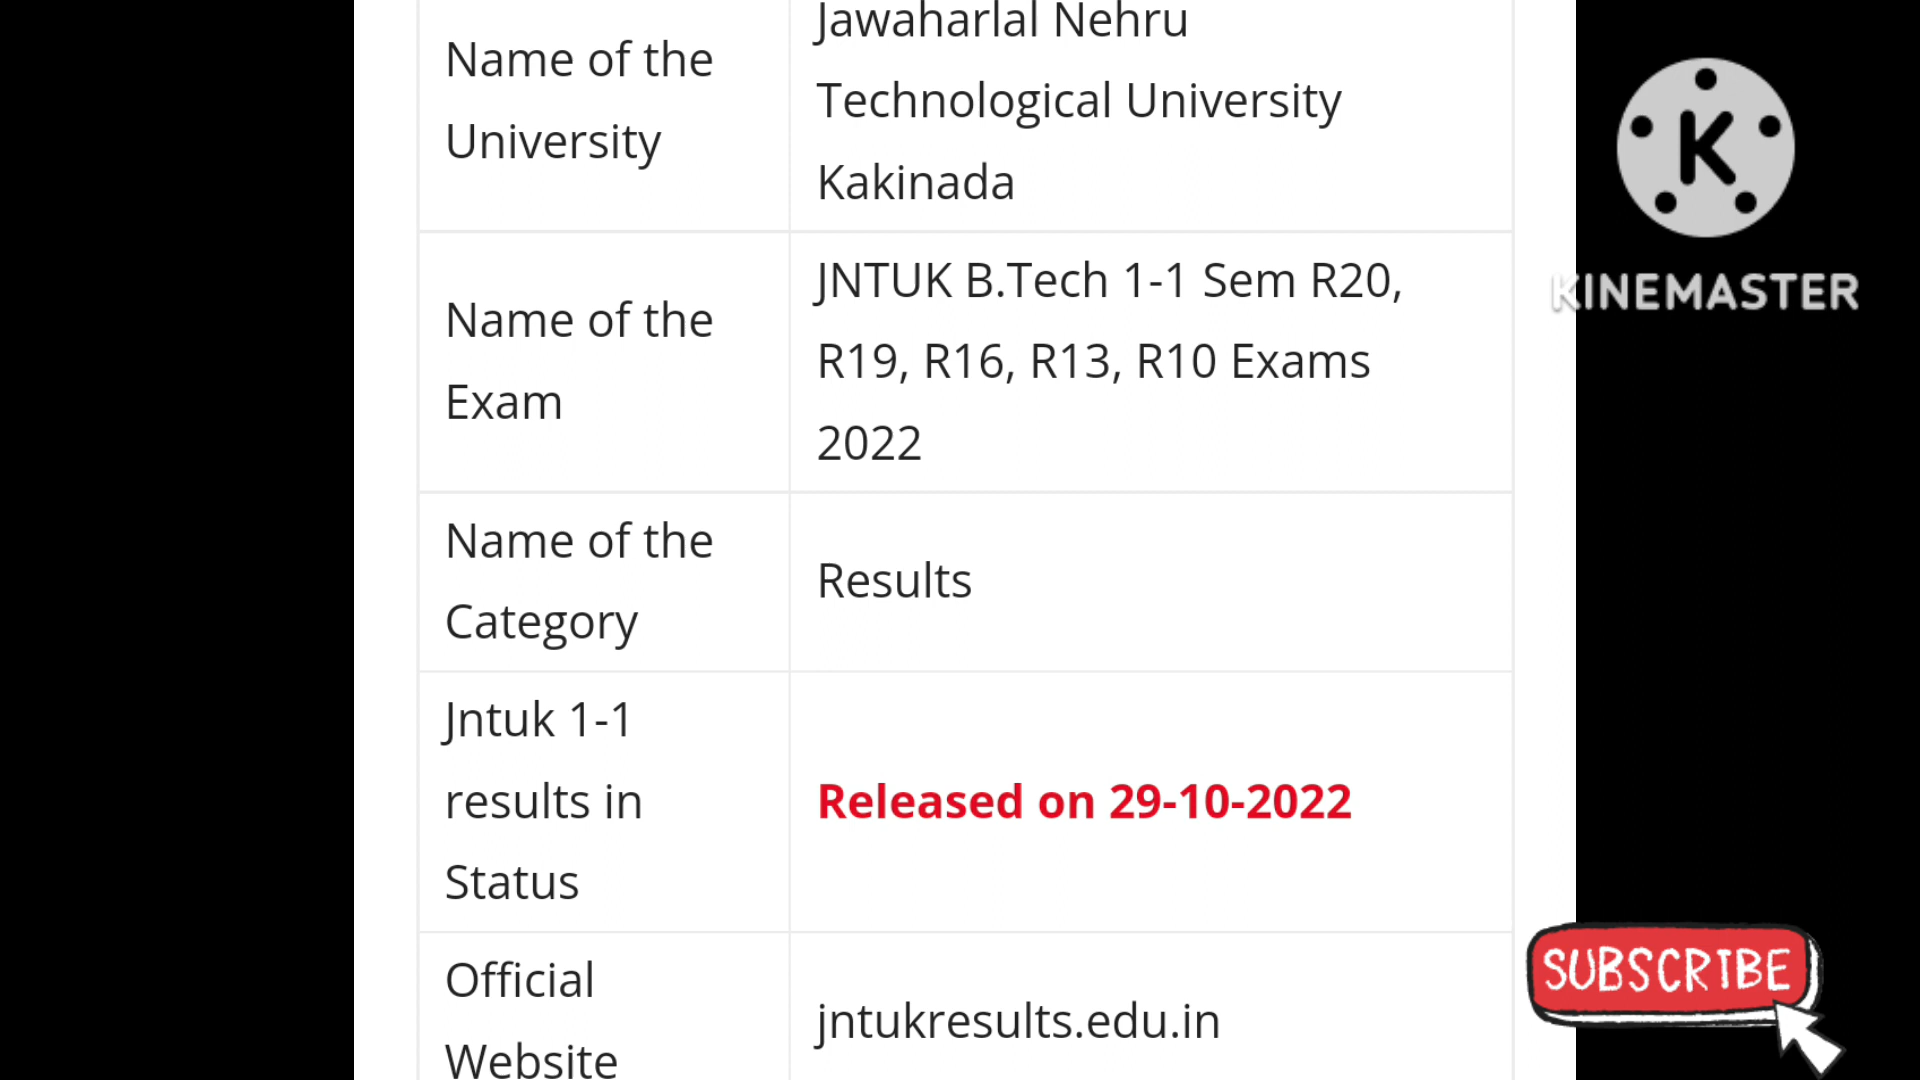 Name of the
University
Jawaharlal Nehru
Technological University
Kakinada
Name of the
Exam
JNTUK B.Tech 1-1 Sem R20,
R19, R16, R13, R10 Exams
2022
Name of the
Category
Results
Jntuk 1-1
results in
Status
Released on 29-10-2022
Official
Website
jntukresults.edu.in
K
KINEMASTER
SUBSCRIBE